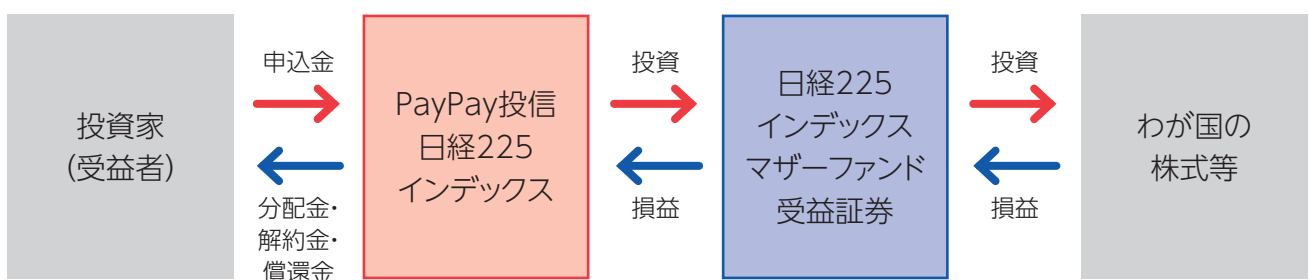 投資家
(受益者)
申込金
分配金・
解約金・
償還金
PayPay投信
日経225
インデックス
投資
損益
日経225
インデックス
マザーファンド
受益証券
投資
損益
わが国の
株式等